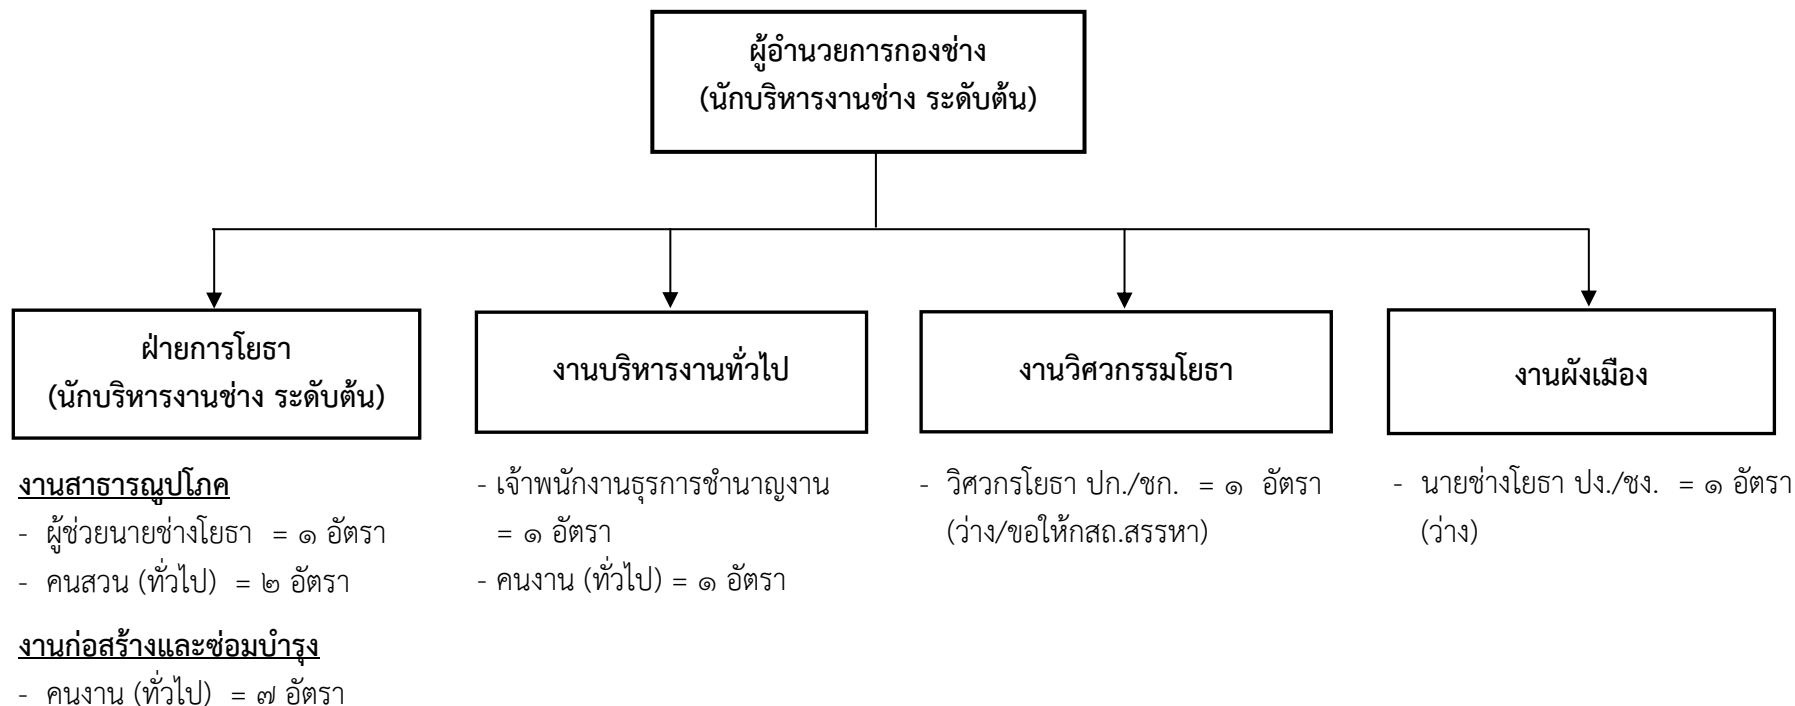 ผู้อำนวยการกองช่าง
(นักบริหารงานช่าง ระดับต้น)
ฝ่ายการโยธา
(นักบริหารงานช่าง ระดับต้น)
งานสาธารณูปโภค
- ผู้ช่วยนายช่างโยธา = ๑ อัตรา
- คนสวน (ทั่วไป) = ๒ อัตรา
งานก่อสร้างและซ่อมบำรุง
- คนงาน (ทั่วไป) = ๗ อัตรา
งานบริหารงานทั่วไป
- เจ้าพนักงานธุรการชำนาญงาน
= ๑ อัตรา
- คนงาน (ทั่วไป) = ๑ อัตรา
งานวิศวกรรมโยธา
- วิศวกรโยธา ปก./ชก. = ๑ อัตรา
(ว่าง/ขอให้กสถ.สรรหา)
งานผังเมือง
- นายช่างโยธา ปง./ชง. = ๑ อัตรา
(ว่าง)